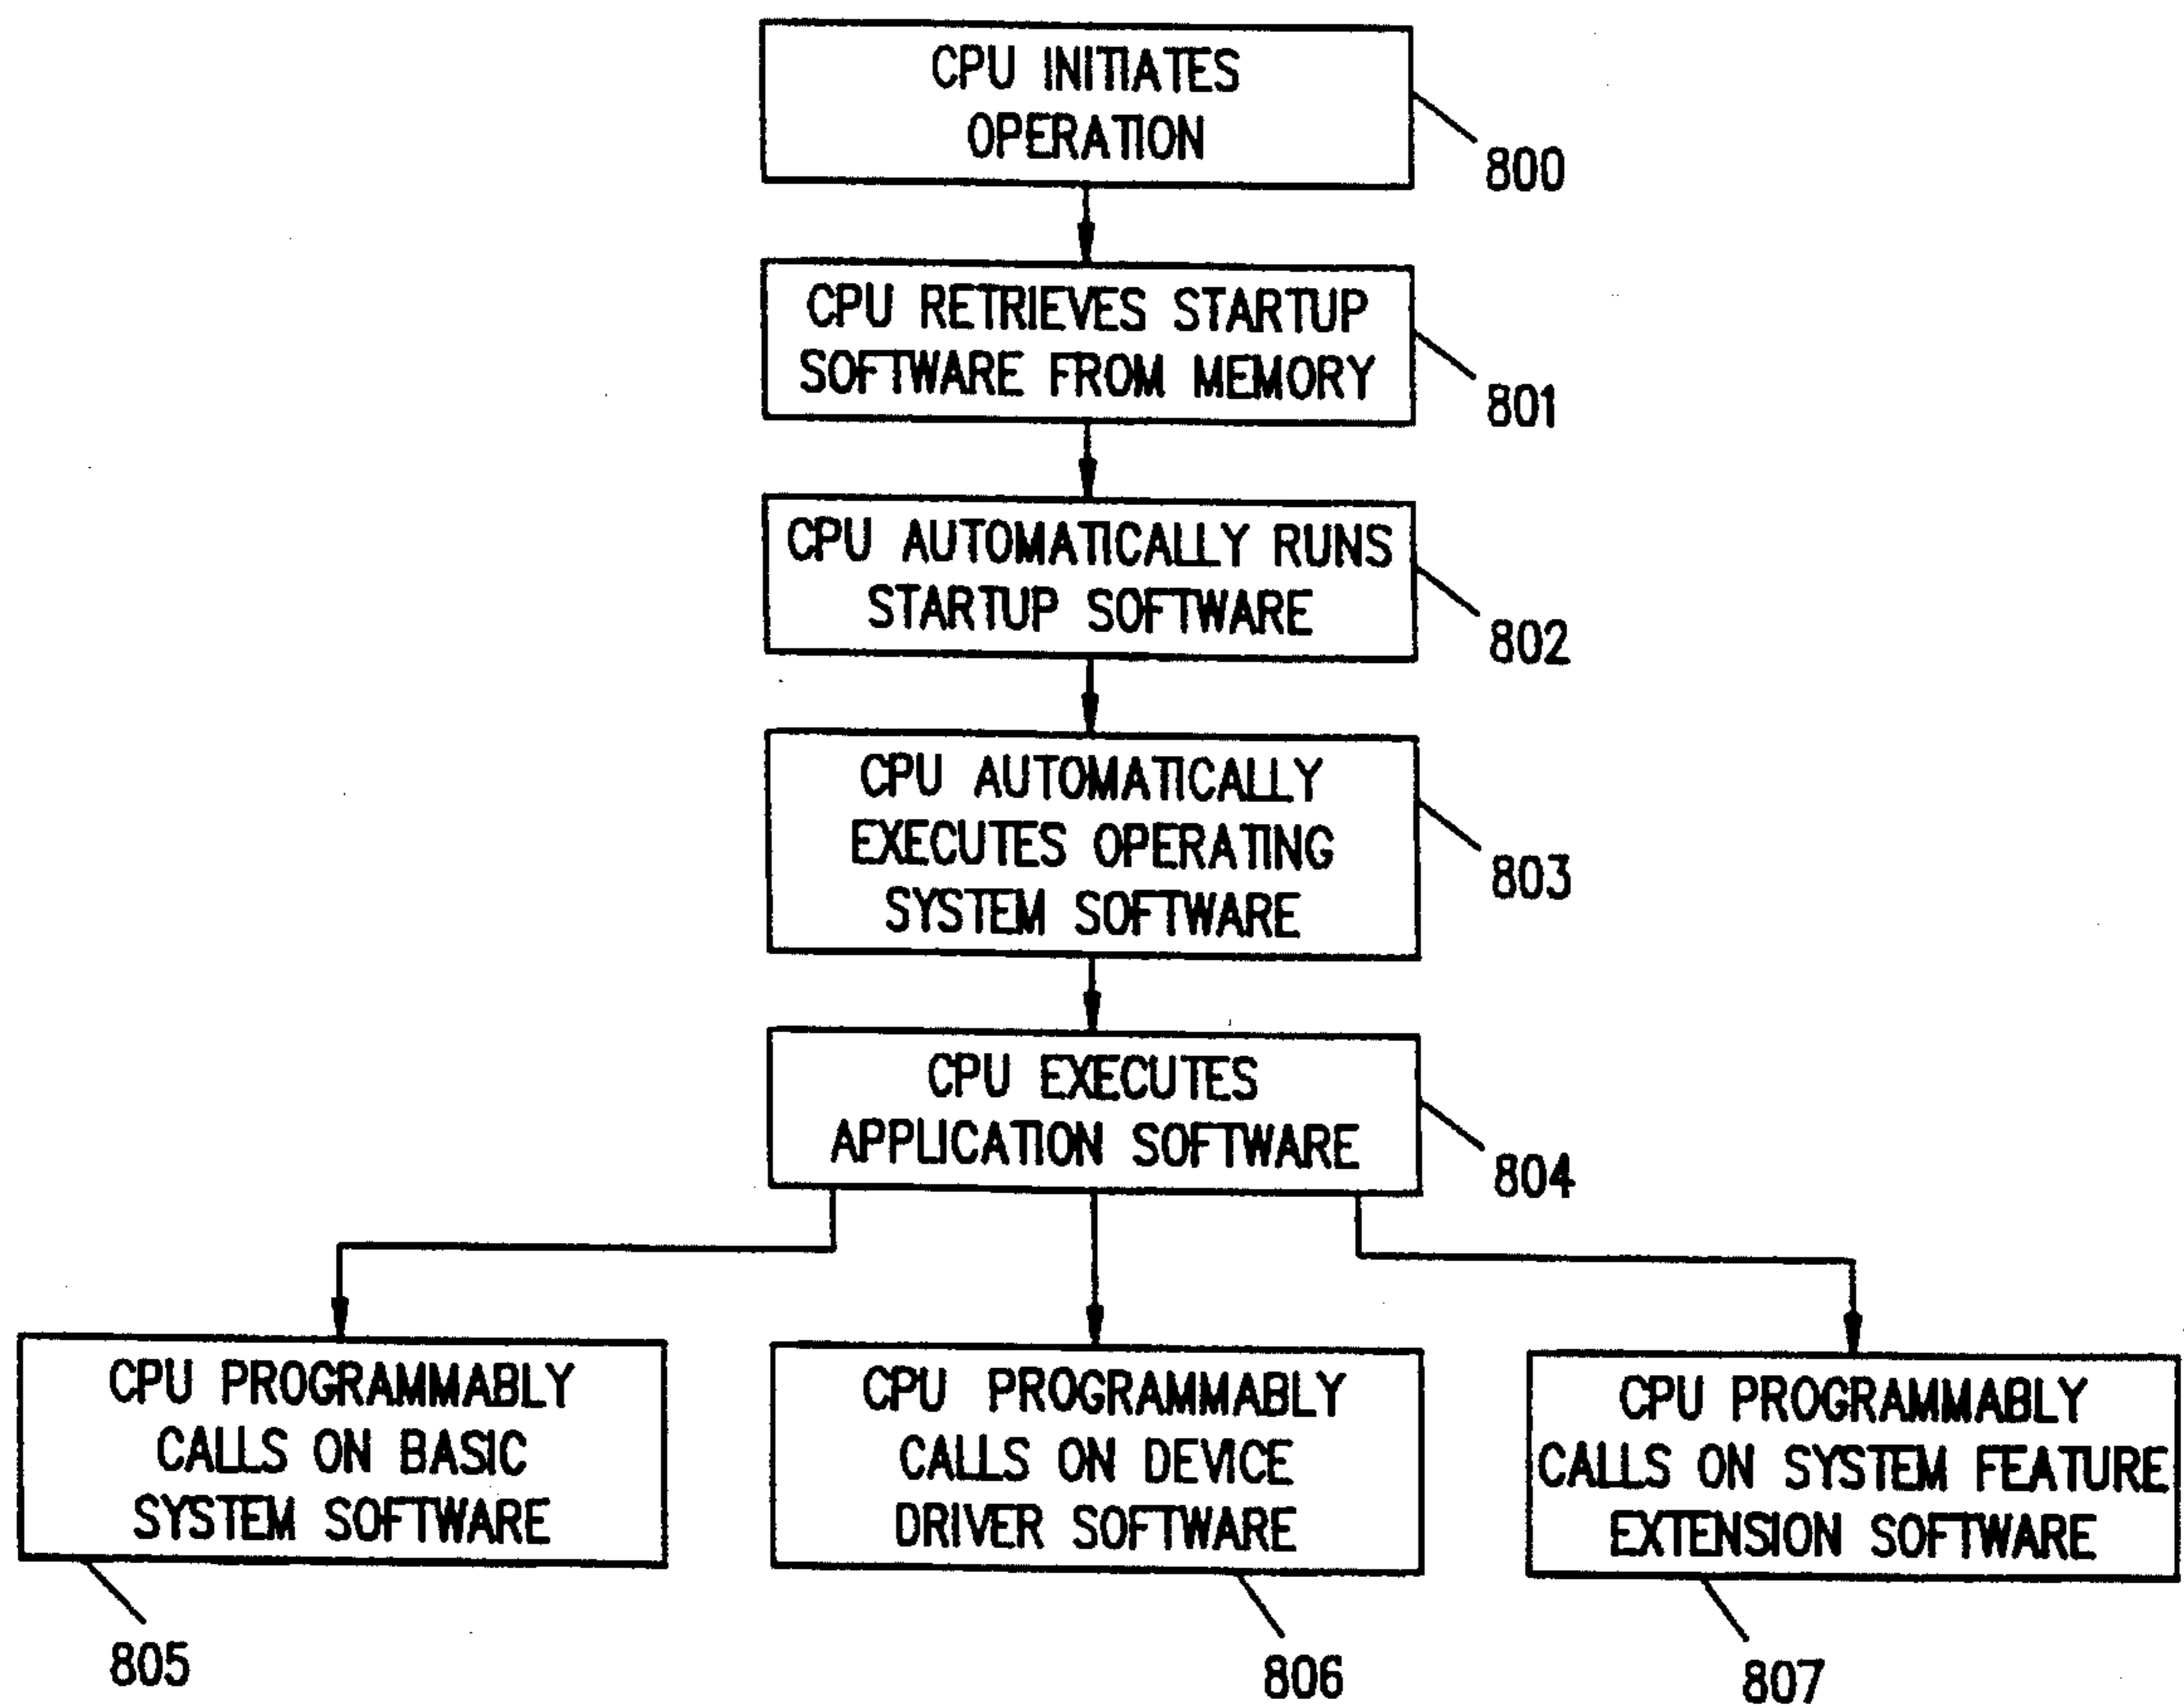 CPU INITIATES
OPERATION
800
CPU RETRIEVES STARTUP
SOFTWARE FROM MEMORY
801
CPU AUTOMATICALLY RUNS
STARTUP SOFTWARE
802
CPU AUTOMATICALLY
EXECUTES OPERATING
SYSTEM SOFTWARE
803
CPU EXECUTES
APPLICATION SOFTWARE
804
CPU PROGRAMMABLY
CALLS ON BASIC
SYSTEM SOFTWARE
805
CPU PROGRAMMABLY
CALLS ON DEVICE
DRIVER SOFTWARE
806
CPU PROGRAMMABLY
CALLS ON SYSTEM FEATURE
EXTENSION SOFTWARE
807